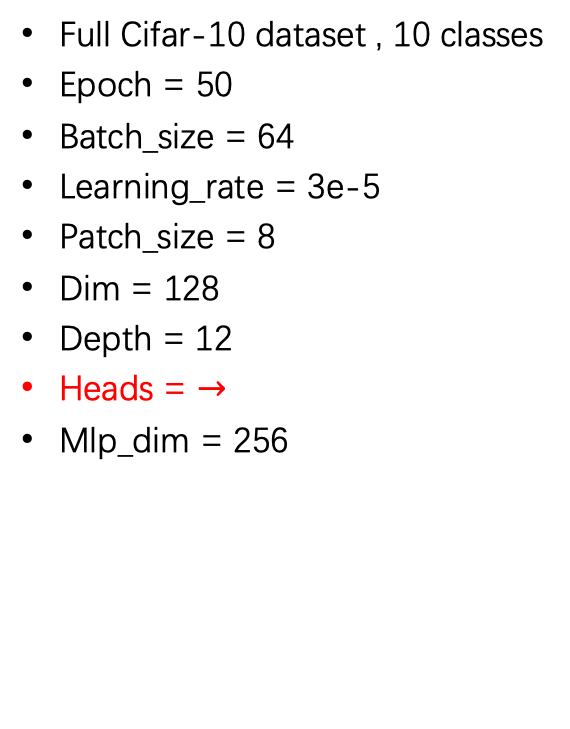 • Full Cifar-10 dataset , 10 classes
• Epoch = 50
• Batch_size = 64
• Learning_rate = 3e-5
• Patch_size = 8
• Dim = 128
• Depth = 12
• Heads = →
• Mlp_dim = 256